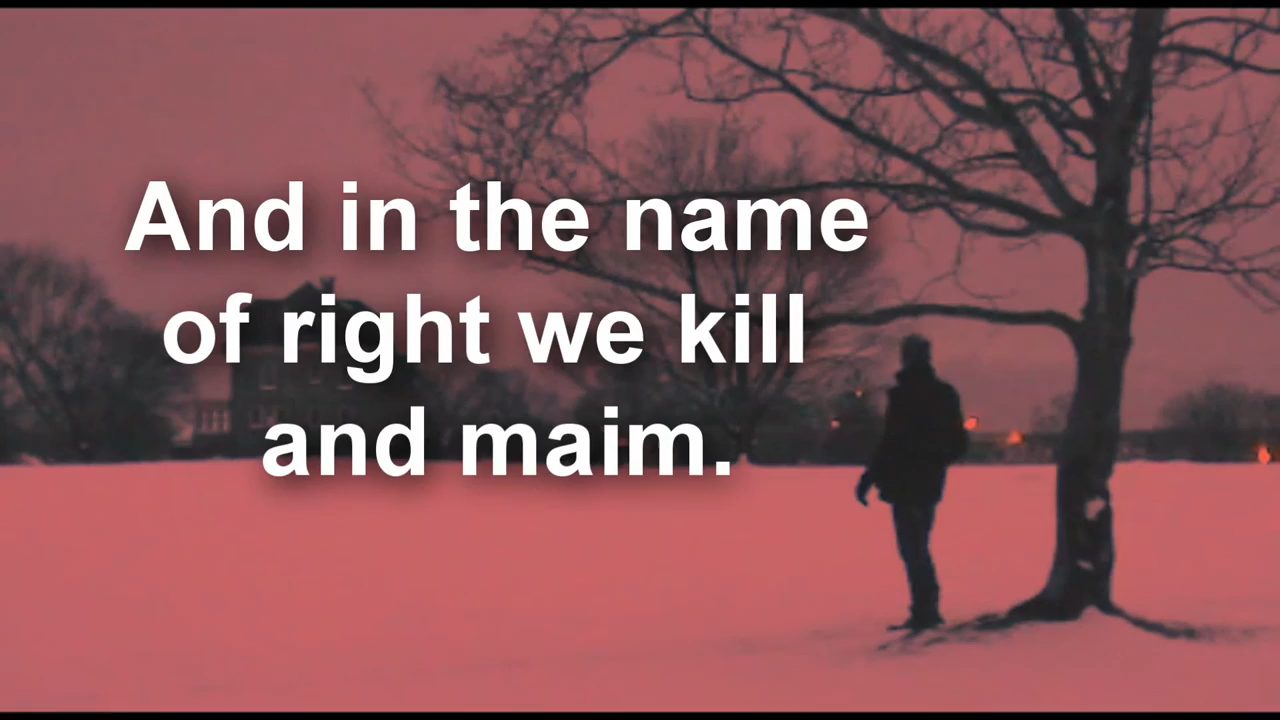 And in the name
of right we kill
and maim.